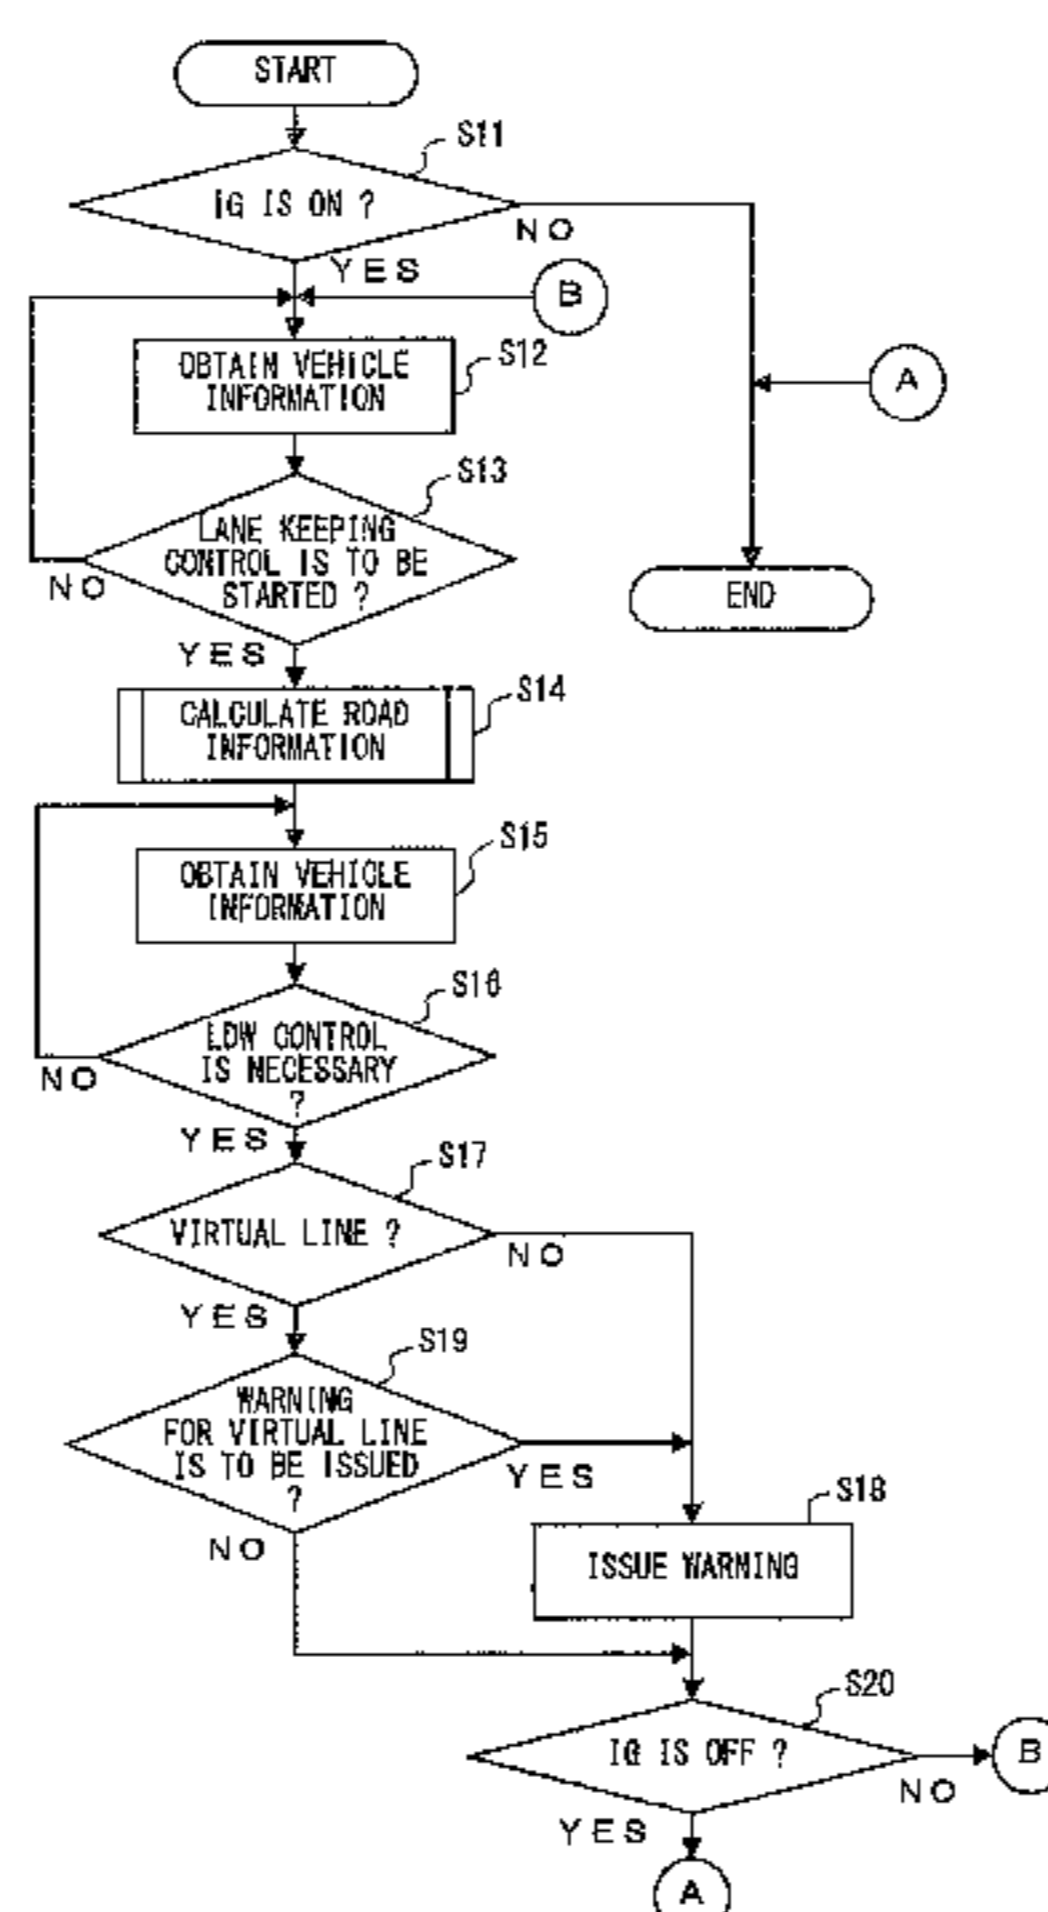 START
S11
IG IS ON ?
NO
YES
B
S12
OBTAIN VEHICLE
INFORMATION
A
S13
LANE KEEPING
CONTROL IS TO BE
STARTED ?
NO
END
YES
S14
CALCULATE ROAD
INFORMATION
S15
OBTAIN VEHICLE
INFORMATION
S16
LDW CONTROL
IS NECESSARY
?
NO
YES
S17
VIRTUAL LINE ?
NO
YES
S19
WARNING
FOR VIRTUAL LINE
IS TO BE ISSUED
?
YES
NO
S18
ISSUE WARNING
S20
IG IS OFF ?
B
NO
YES
A